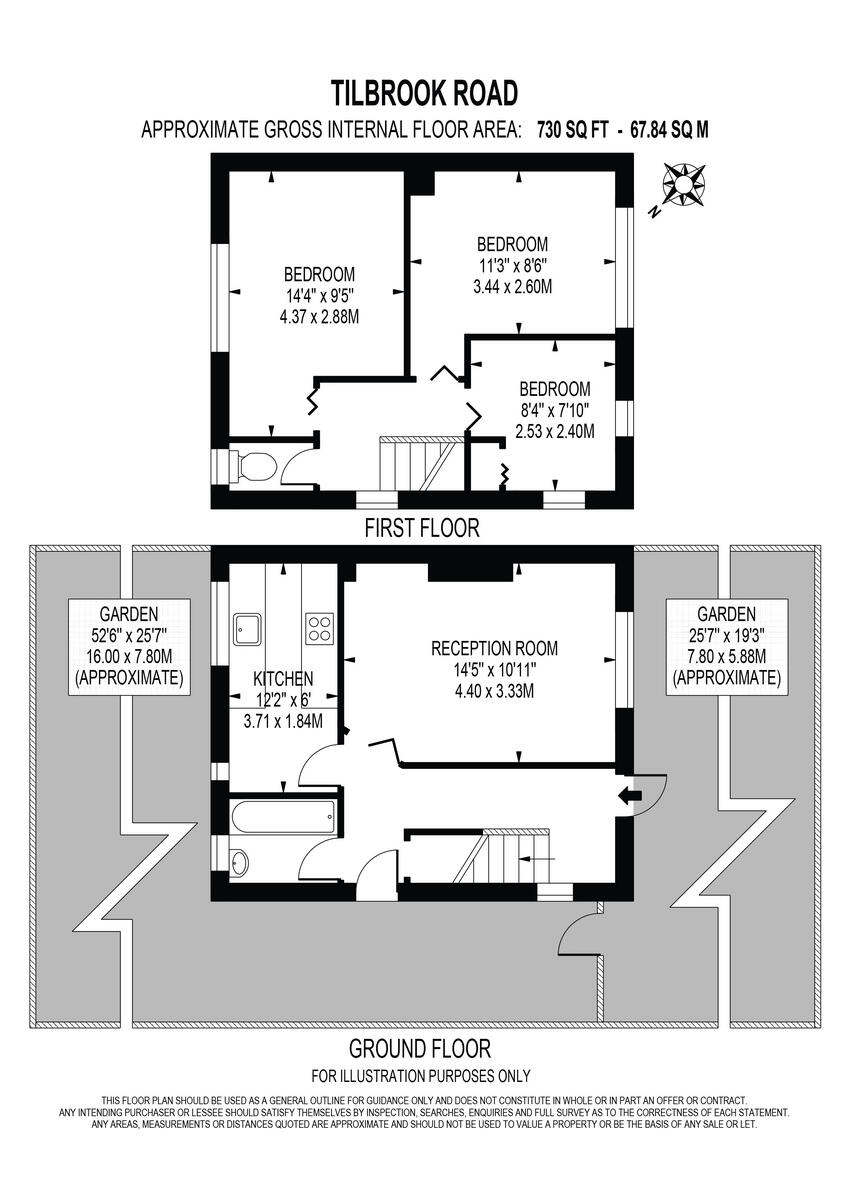 TILBROOK ROAD
APPROXIMATE GROSS INTERNAL FLOOR AREA: 730 SQ FT - 67.84 SQ M
N
BEDROOM
14'4" x 9'5"
4.37 x 2.88M
BEDROOM
11'3" x 8'6"
3.44 x 2.60M
BEDROOM
8'4" x 7'10"
2.53 x 2.40M
FIRST FLOOR
GARDEN
52'6" x 25'7"
16.00 x 7.80M
(APPROXIMATE)
KITCHEN
12'2" x 6'
3.71 x 1.84M
RECEPTION ROOM
14'5" x 10'11"
4.40 x 3.33M
GARDEN
25'7" x 19'3"
7.80 x 5.88M
(APPROXIMATE)
GROUND FLOOR
FOR ILLUSTRATION PURPOSES ONLY
THIS FLOOR PLAN SHOULD BE USED AS A GENERAL OUTLINE FOR GUIDANCE ONLY AND DOES NOT CONSTITUTE IN WHOLE OR IN PART AN OFFER OR CONTRACT.
ANY INTENDING PURCHASER OR LESSEE SHOULD SATISFY THEMSELVES BY INSPECTION, SEARCHES, ENQUIRIES AND FULL SURVEY AS TO THE CORRECTNESS OF EACH STATEMENT.
ANY AREAS, MEASUREMENTS OR DISTANCES QUOTED ARE APPROXIMATE AND SHOULD NOT BE USED TO VALUE A PROPERTY OR BE THE BASIS OF ANY SALE OR LET.